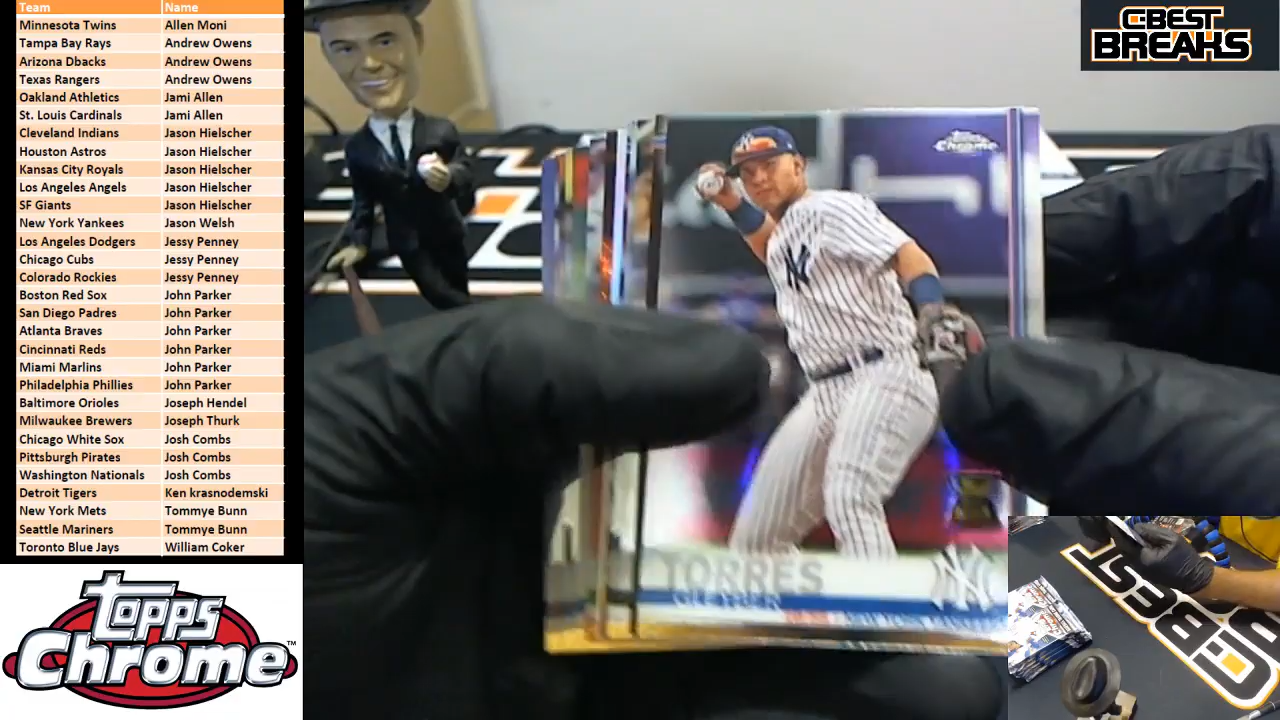 Team Name
Minnesota Twins Allen Moni
Tampa Bay Rays Andrew Owens
Arizona Dbacks Andrew Owens
Texas Rangers Andrew Owens
Oakland Athletics Jami Allen
St. Louis Cardinals Jami Allen
Cleveland Indians Jason Hielscher
Houston Astros Jason Hielscher
Kansas City Royals Jason Hielscher
Los Angeles Angels Jason Hielscher
SF Giants Jason Hielscher
New York Yankees Jason Welsh
Los Angeles Dodgers Jessy Penney
Chicago Cubs Jessy Penney
Colorado Rockies Jessy Penney
Boston Red Sox John Parker
San Diego Padres John Parker
Atlanta Braves John Parker
Cincinnati Reds John Parker
Miami Marlins John Parker
Philadelphia Phillies John Parker
Baltimore Orioles Joseph Hendel
Milwaukee Brewers Joseph Thurk
Chicago White Sox Josh Combs
Pittsburgh Pirates Josh Combs
Washington Nationals Josh Combs
Detroit Tigers Ken krasnodemski
New York Mets Tommye Bunn
Seattle Mariners Tommye Bunn
Toronto Blue Jays William Coker
Topps
Chrome™
C-BEST
BREAKS
Topps
Chrome
NY
TORRES
GLEYBER
NY
C-BEST